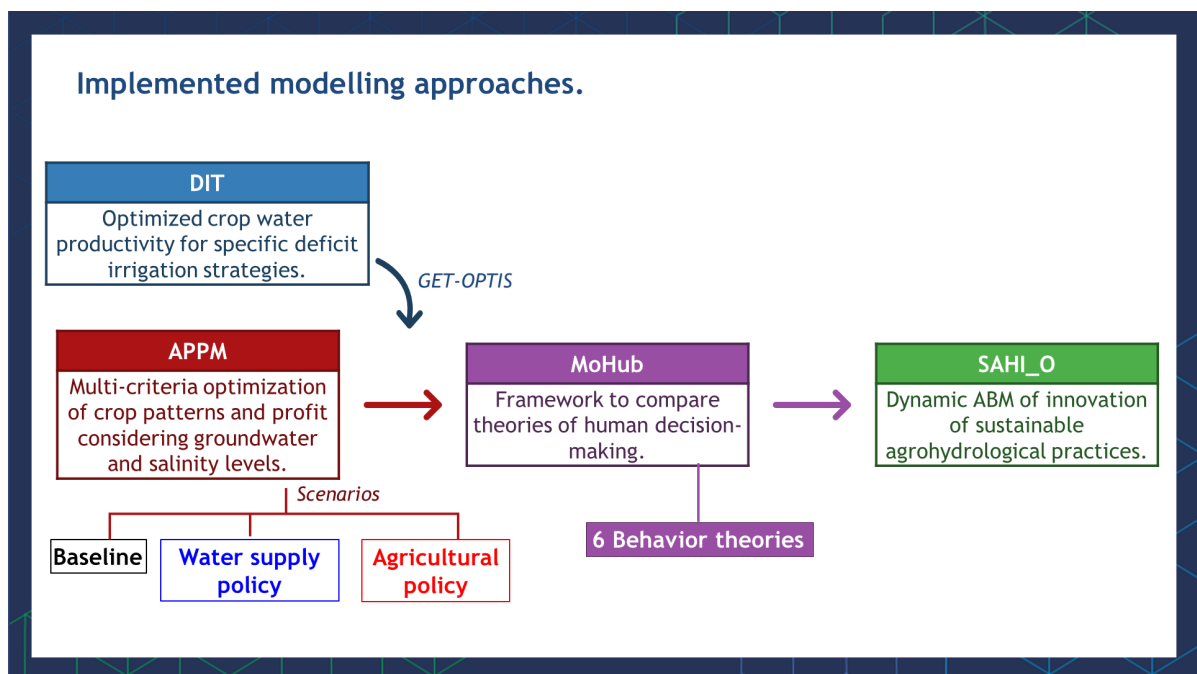 Implemented modelling approaches.
DIT
Optimized crop water
productivity for specific deficit
irrigation strategies.
GET-OPTIS
APPM
Multi-criteria optimization
of crop patterns and profit
considering groundwater
and salinity levels.
MoHub
Framework to compare
theories of human decision-
making.
SAHI_O
Dynamic ABM of innovation
of sustainable
agrohydrological practices.
Scenarios
Baseline
Water supply
policy
Agricultural
policy
6 Behavior theories